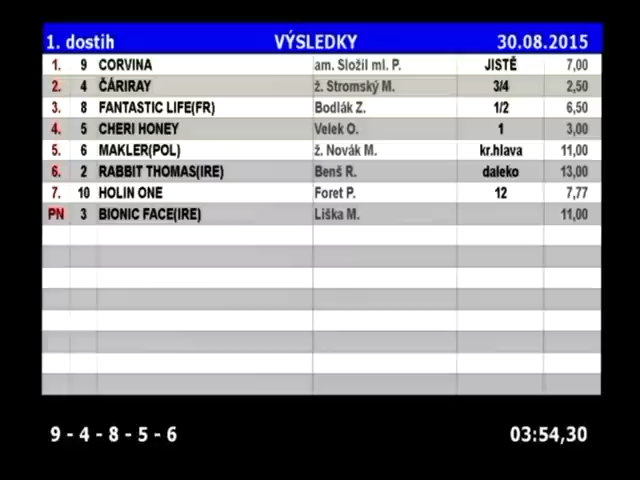 1. dostih VÝSLEDKY 30.08.2015
1. 9 CORVINA am. Složil ml. P. JISTĚ 7,00
2. 4 ČÁRIRAY ž. Stromský M. 3/4 2,50
3. 8 FANTASTIC LIFE(FR) Bodlák Z. 1/2 6,50
4. 5 CHERI HONEY Velek O. 1 3,00
5. 6 MAKLER(POL) ž. Novák M. kr.hlava 11,00
6. 2 RABBIT THOMAS(IRE) Benš R. daleko 13,00
7. 10 HOLIN ONE Foret P. 12 7,77
PN 3 BIONIC FACE(IRE) Liška M. 11,00
9 - 4 - 8 - 5 - 6 03:54,30